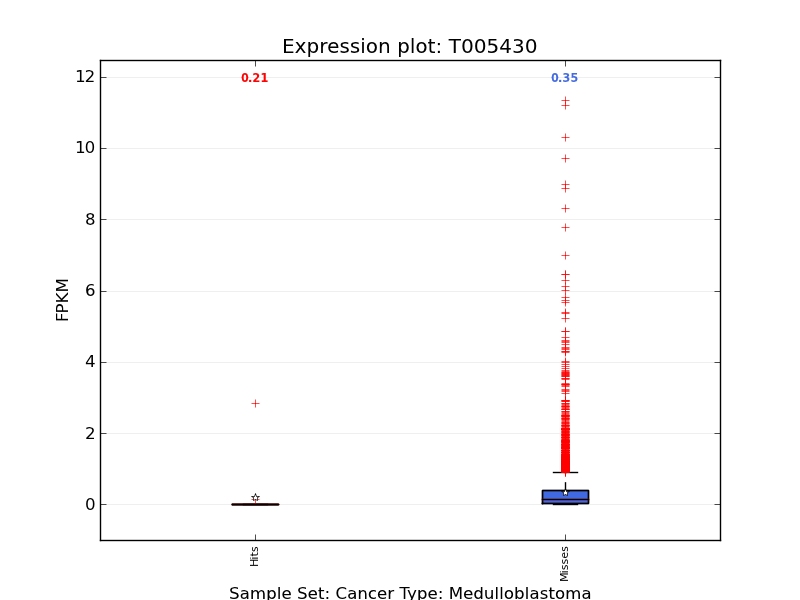 Expression plot: T005430
0.21
0.35
12
10
8
6
4
2
0
FPKM
Hits
Misses
Sample Set: Cancer Type: Medulloblastoma